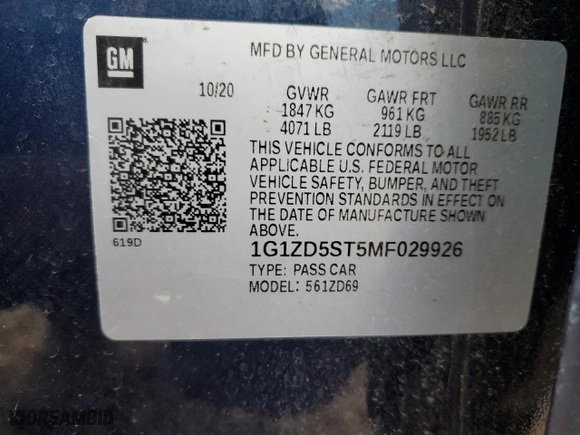 GM
MFD BY GENERAL MOTORS LLC
10/20 GVWR GAWR FRT GAWR RR
1847 KG 961 KG 885 KG
4071 LB 2119 LB 1952 LB
THIS VEHICLE CONFORMS TO ALL
APPLICABLE U.S. FEDERAL MOTOR
VEHICLE SAFETY, BUMPER, AND THEFT
PREVENTION STANDARDS IN EFFECT ON
THE DATE OF MANUFACTURE SHOWN
ABOVE.
619D
1G1ZD5ST5MF029926
TYPE: PASS CAR
MODEL: 561ZD69
DRSAMBID